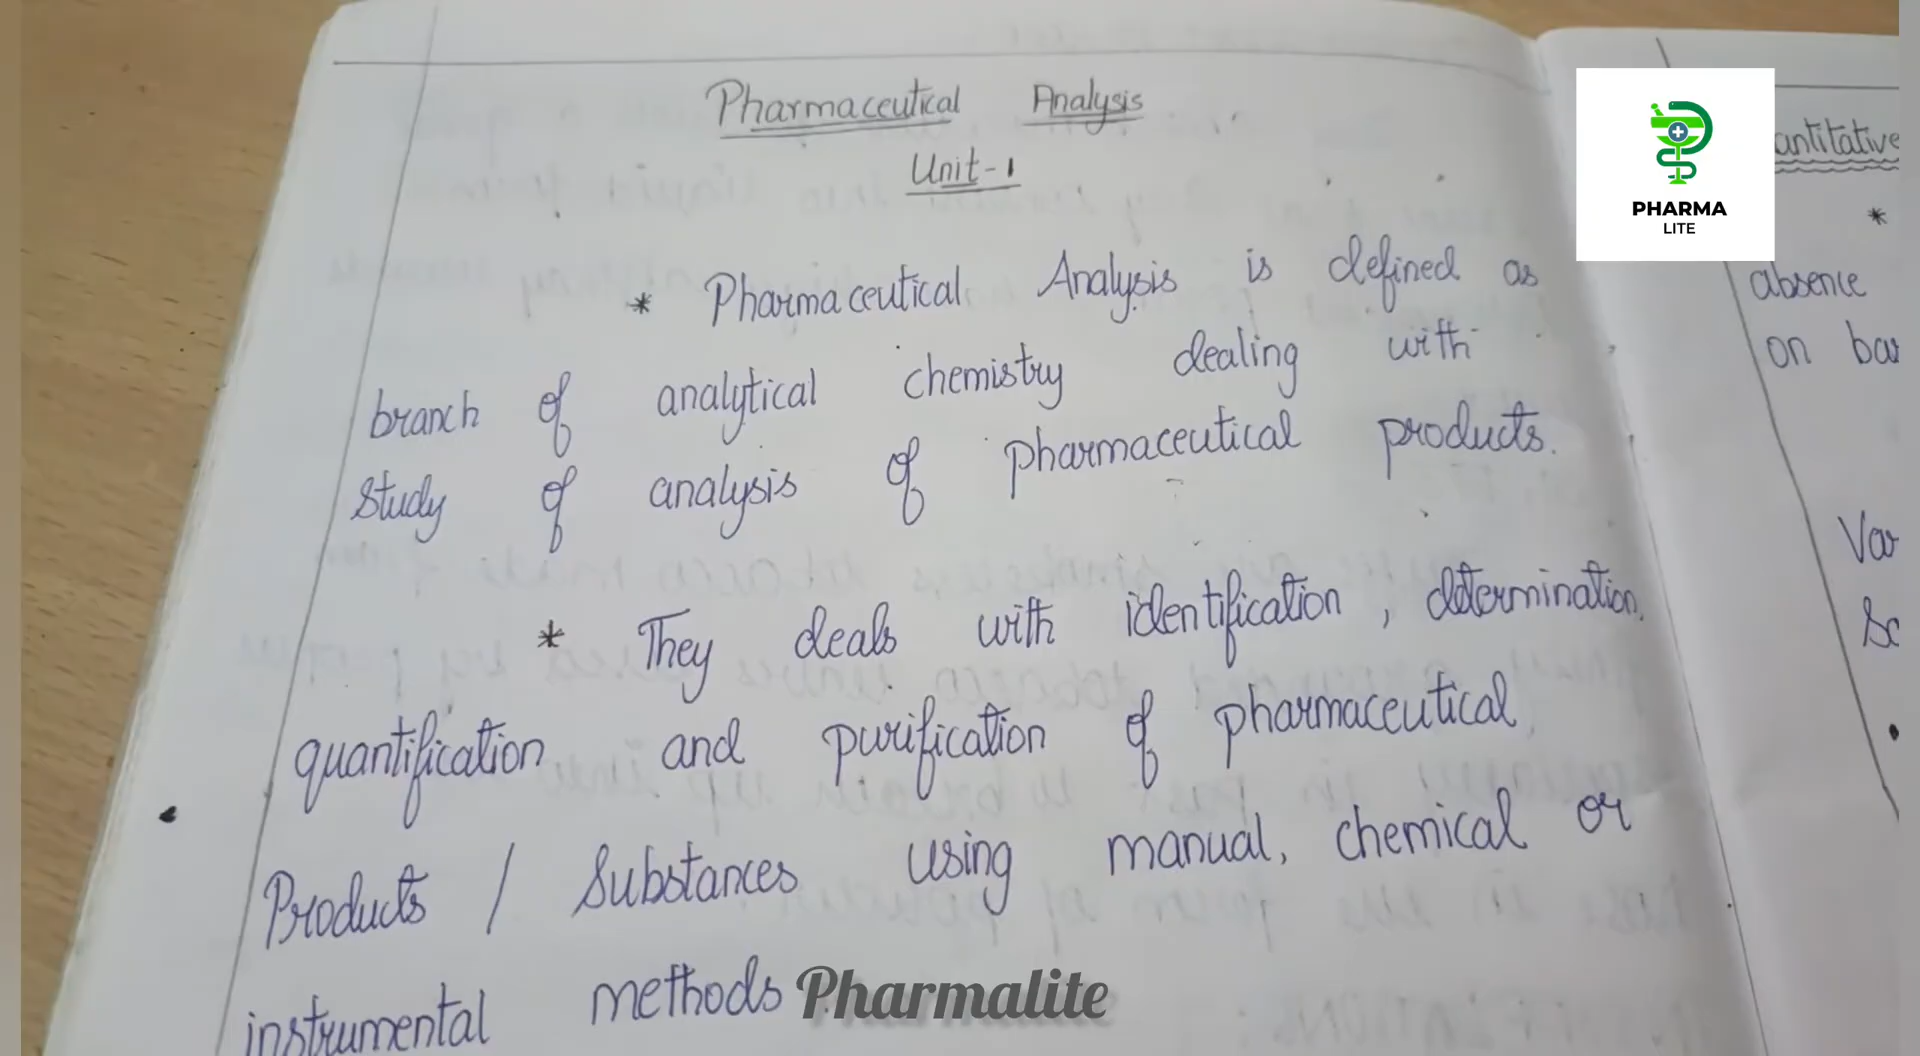 Pharmaceutical Analysis
Unit-1
* Pharmaceutical Analysis is defined as
branch of analytical chemistry dealing with
study of analysis of pharmaceutical products.
* They deals with identification, determination,
quantification and purification of pharmaceutical
Products / Substances using manual, chemical or
instrumental methods
Pharmalite
PHARMA
LITE
antitative
*
absence
on bas
Var
Sc